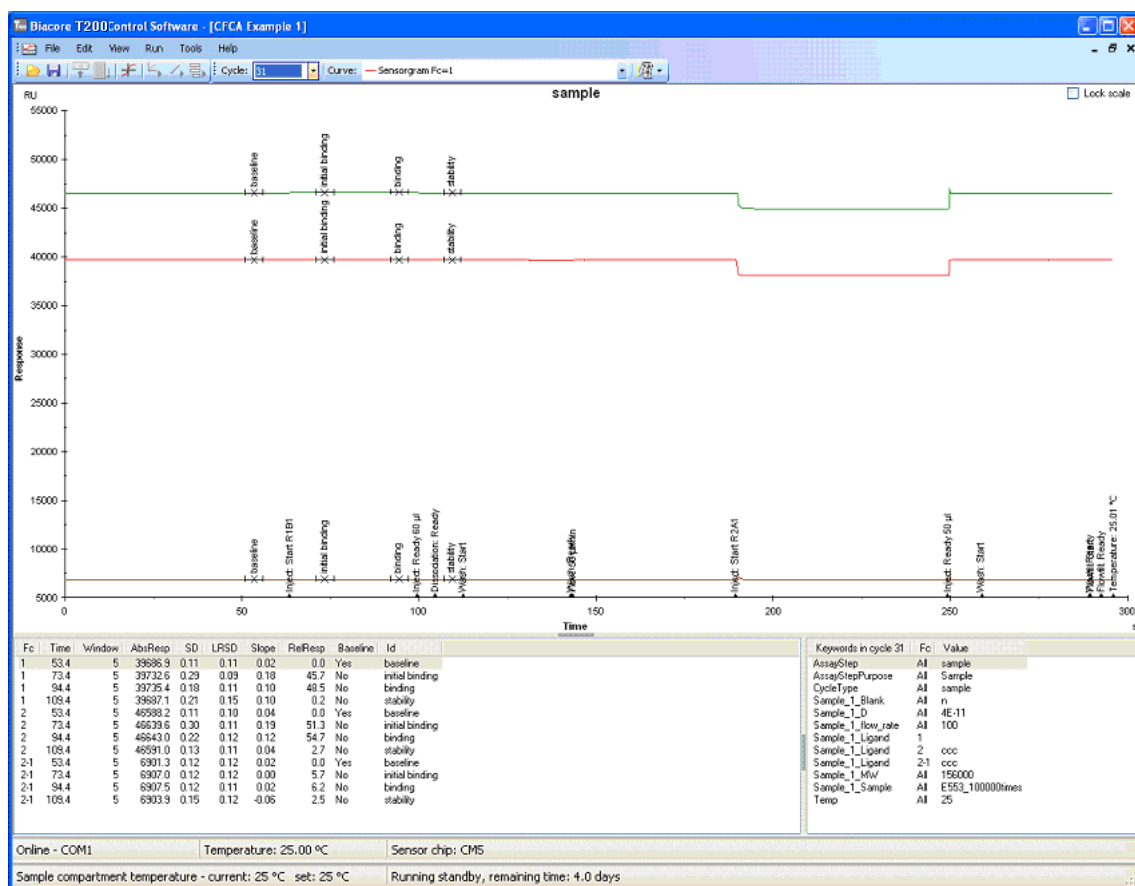 Biacore T200Control Software - [CFCA Example 1]
File Edit View Run Tools Help
Cycle: 31 Curve: Sensorgram Fc=1
RU sample Lock scale
55000
50000
45000
40000
35000
30000
25000
20000
15000
10000
5000
Response
baseline initial binding binding stability
baseline initial binding binding stability
baseline Inject: Start R1B1 initial binding binding Inject: Ready 60 µl Dissociation: Ready stability Wash: Start Inject: Start R2A1 Inject: Ready 50 µl Wash: Start Flowfill: Ready Temperature: 25.01 °C
0 50 100 150 200 250 300
Time s
Fc Time Window AbsResp SD LRSD Slope RelResp Baseline Id
1 53.4 5 39686.9 0.11 0.11 0.02 0.0 Yes baseline
1 73.4 5 39732.6 0.29 0.09 0.18 45.7 No initial binding
1 94.4 5 39735.4 0.18 0.11 0.10 48.5 No binding
1 109.4 5 39687.1 0.21 0.15 0.10 0.2 No stability
2 53.4 5 46588.2 0.11 0.10 0.04 0.0 Yes baseline
2 73.4 5 46639.6 0.30 0.11 0.19 51.3 No initial binding
2 94.4 5 46643.0 0.22 0.12 0.12 54.7 No binding
2 109.4 5 46591.0 0.13 0.11 0.04 2.7 No stability
2-1 53.4 5 6901.3 0.12 0.12 0.02 0.0 Yes baseline
2-1 73.4 5 6907.0 0.12 0.12 0.00 5.7 No initial binding
2-1 94.4 5 6907.5 0.12 0.11 0.02 6.2 No binding
2-1 109.4 5 6903.9 0.15 0.12 -0.06 2.5 No stability
Keywords in cycle 31 Fc Value
AssayStep All sample
AssayStepPurpose All Sample
CycleType All sample
Sample_1_Blank All n
Sample_1_D All 4E-11
Sample_1_flow_rate All 100
Sample_1_Ligand 1
Sample_1_Ligand 2 ccc
Sample_1_Ligand 2-1 ccc
Sample_1_MW All 156000
Sample_1_Sample All E553_100000times
Temp All 25
Online - COM1 Temperature: 25.00 ºC Sensor chip: CM5
Sample compartment temperature - current: 25 ºC set: 25 ºC Running standby, remaining time: 4.0 days